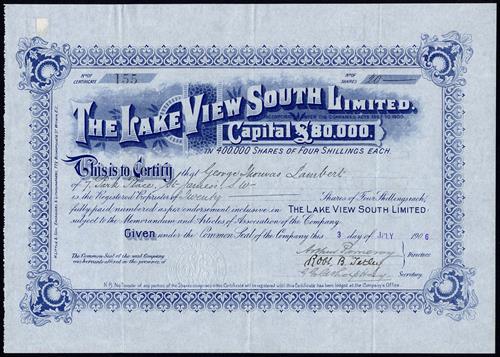 No OF CERTIFICATE 155 No OF SHARES 20
THE LAKE VIEW SOUTH LIMITED.
INCORPORATED UNDER THE COMPANIES ACTS 1862 TO 1900.
Capital £80,000.
IN 400,000 SHARES OF FOUR SHILLINGS EACH.
This is to Certify that George Thomas Lambert
of 7, Park Place, St James's S.W.
is the Registered Proprietor of Twenty Shares of Four Shillings each,
fully paid, numbered as per endorsement, inclusive in THE LAKE VIEW SOUTH LIMITED
subject to the Memorandum and Articles of Association of the Company.
Given under the Common Seal of the Company this 3 day of JULY 1906
The Common Seal of the said Company
was hereunto affixed in the presence of
Directors
Robt B. 
Secretary.
N.B. No transfer of any portion of the Shares comprised in this Certificate will be registered until this Certificate has been lodged at the Company's Office.